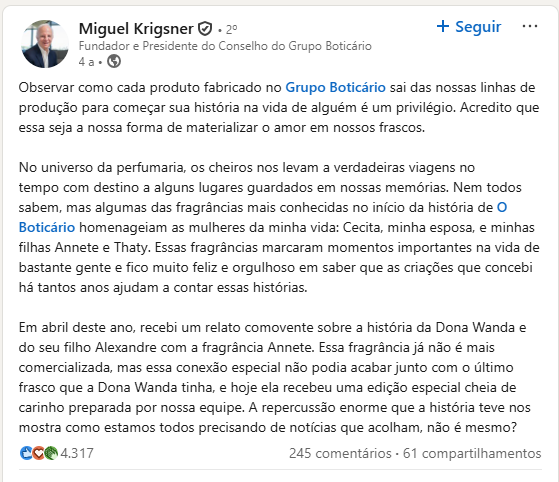 Miguel Krigsner • 2º
+ Seguir ···
Fundador e Presidente do Conselho do Grupo Boticário
4 a •
Observar como cada produto fabricado no Grupo Boticário sai das nossas linhas de
produção para começar sua história na vida de alguém é um privilégio. Acredito que
essa seja a nossa forma de materializar o amor em nossos frascos.
No universo da perfumaria, os cheiros nos levam a verdadeiras viagens no
tempo com destino a alguns lugares guardados em nossas memórias. Nem todos
sabem, mas algumas das fragrâncias mais conhecidas no início da história de O
Boticário homenageiam as mulheres da minha vida: Cecita, minha esposa, e minhas
filhas Annete e Thaty. Essas fragrâncias marcaram momentos importantes na vida de
bastante gente e fico muito feliz e orgulhoso em saber que as criações que concebi
há tantos anos ajudam a contar essas histórias.
Em abril deste ano, recebi um relato comovente sobre a história da Dona Wanda e
do seu filho Alexandre com a fragrância Annete. Essa fragrância já não é mais
comercializada, mas essa conexão especial não podia acabar junto com o último
frasco que a Dona Wanda tinha, e hoje ela recebeu uma edição especial cheia de
carinho preparada por nossa equipe. A repercussão enorme que a história teve nos
mostra como estamos todos precisando de notícias que acolham, não é mesmo?
4.317
245 comentários · 61 compartilhamentos